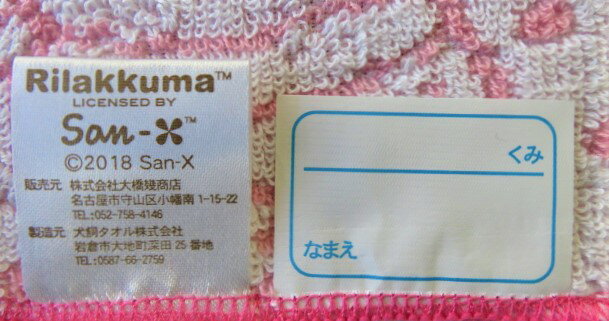 Rilakkuma™
LICENSED BY
San-X™
©2018 San-X
販売元 株式会社大橋矮商店
名古屋市守山区小幡南 1-15-22
TEL:052-758-4146
製造元 犬飼タオル株式会社
岩倉市大地町深田 25 番地
TEL:0587-66-2759
くみ
なまえ